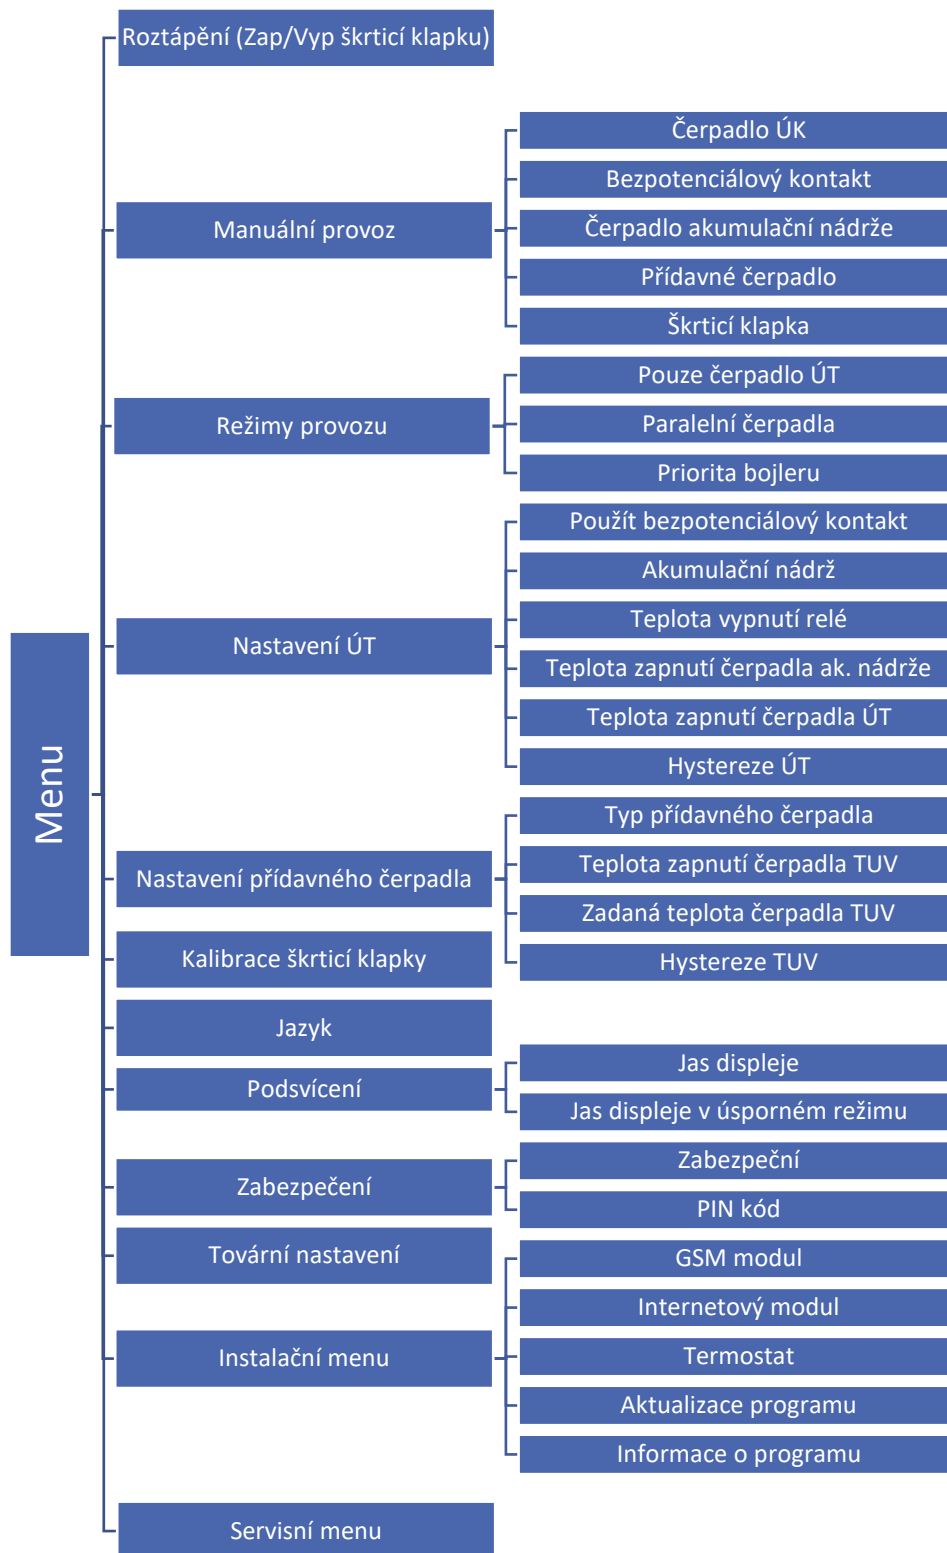 Menu
Roztápění (Zap/Vyp škrticí klapku)
Manuální provoz
Čerpadlo ÚK
Bezpotenciálový kontakt
Čerpadlo akumulační nádrže
Přídavné čerpadlo
Škrticí klapka
Režimy provozu
Pouze čerpadlo ÚT
Paralelní čerpadla
Priorita bojleru
Nastavení ÚT
Použít bezpotenciálový kontakt
Akumulační nádrž
Teplota vypnutí relé
Teplota zapnutí čerpadla ak. nádrže
Teplota zapnutí čerpadla ÚT
Hystereze ÚT
Nastavení přídavného čerpadla
Typ přídavného čerpadla
Teplota zapnutí čerpadla TUV
Zadaná teplota čerpadla TUV
Hystereze TUV
Kalibrace škrticí klapky
Jazyk
Podsvícení
Jas displeje
Jas displeje v úsporném režimu
Zabezpečení
Zabezpeční
PIN kód
Tovární nastavení
Instalační menu
GSM modul
Internetový modul
Termostat
Aktualizace programu
Informace o programu
Servisní menu